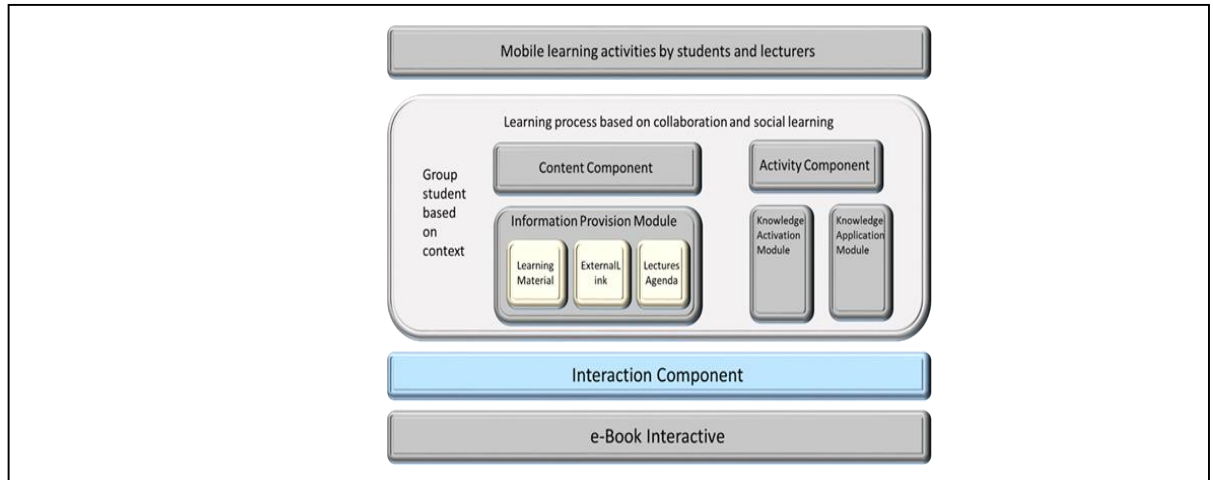 Mobile learning activities by students and lecturers
Learning process based on collaboration and social learning
Group
student
based
on
context
Content Component
Information Provision Module
Learning
Material
ExternalL
ink
Lectures
Agenda
Activity Component
Knowledge
Activation
Module
Knowledge
Application
Module
Interaction Component
e-Book Interactive